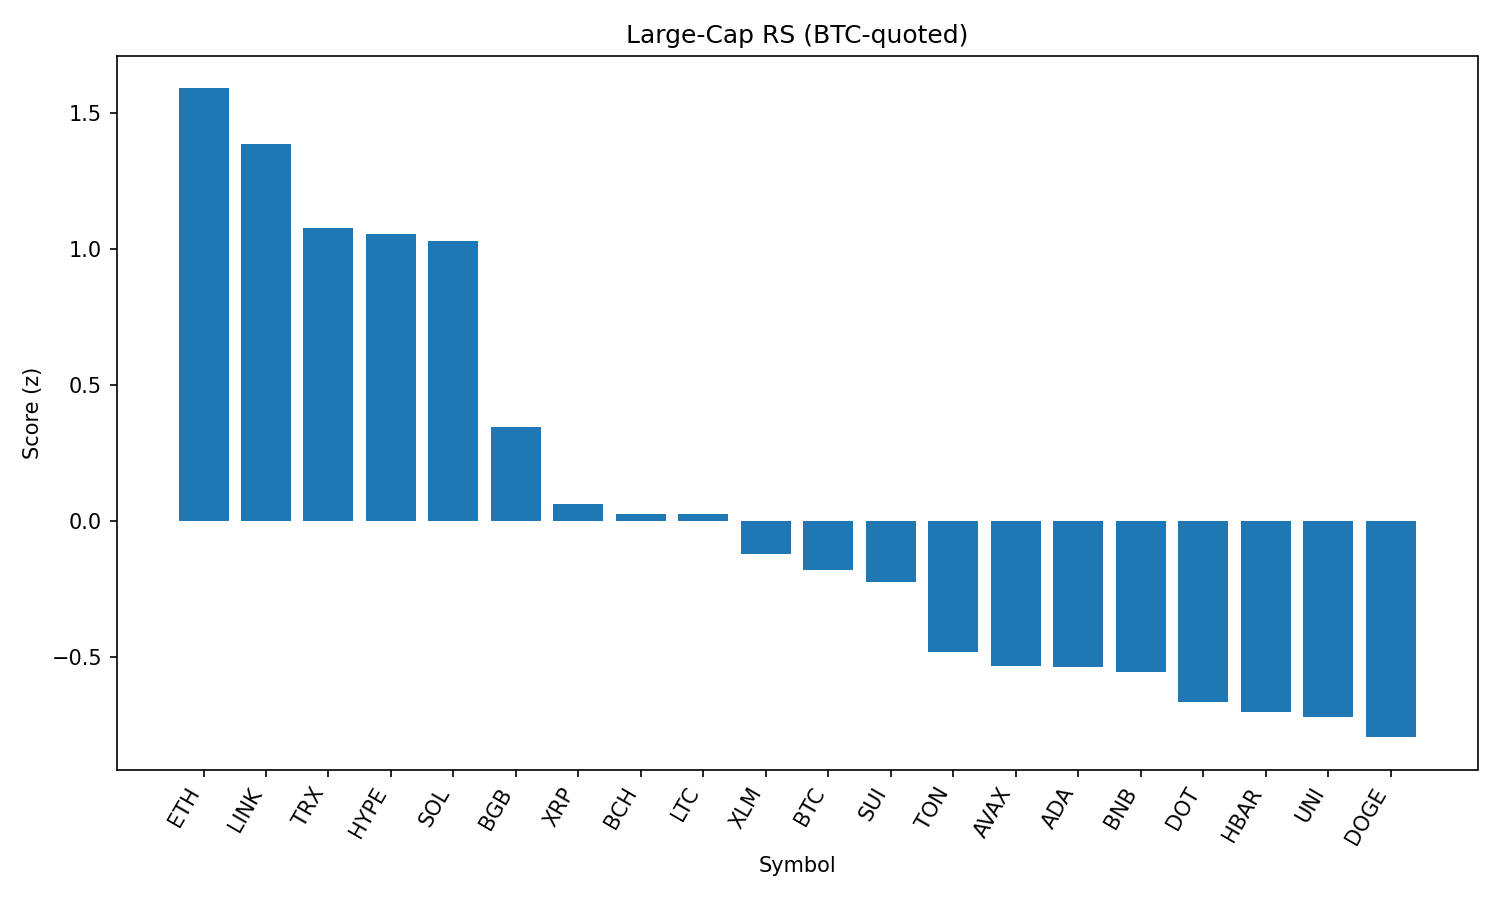 Large-Cap RS (BTC-quoted)
Score (z)
1.5
1.0
0.5
0.0
−0.5
ETH
LINK
TRX
HYPE
SOL
BGB
XRP
BCH
LTC
XLM
BTC
SUI
TON
AVAX
ADA
BNB
DOT
HBAR
UNI
DOGE
Symbol